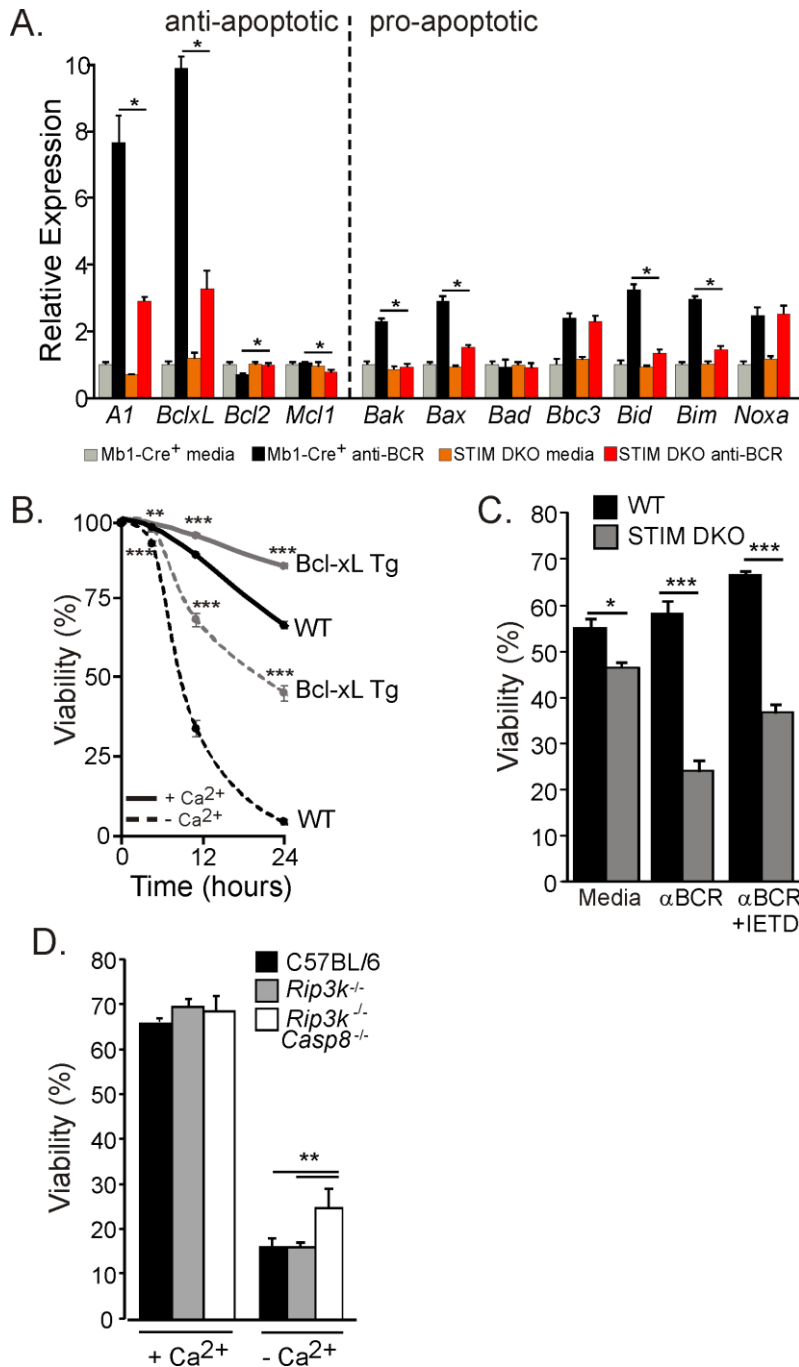 A.
anti-apoptotic pro-apoptotic
* * * * * * * *
Relative Expression
10
8
6
4
2
0
A1 BclxL Bcl2 Mcl1 Bak Bax Bad Bbc3 Bid Bim Noxa
Mb1-Cre+ media Mb1-Cre+ anti-BCR STIM DKO media STIM DKO anti-BCR
B.
Viability (%)
100
75
50
25
0
** *** ***
***
*** ***
Bcl-xL Tg
WT
Bcl-xL Tg
WT
+ Ca2+
- Ca2+
0 12 24
Time (hours)
C.
WT
STIM DKO
Viability (%)
80
70
60
50
40
30
20
10
0
* *** ***
Media αBCR αBCR
+IETD
D.
C57BL/6
Rip3k-/-
Rip3k-/-
Casp8-/-
Viability (%)
80
70
60
50
40
30
20
10
0
**
+ Ca2+ - Ca2+